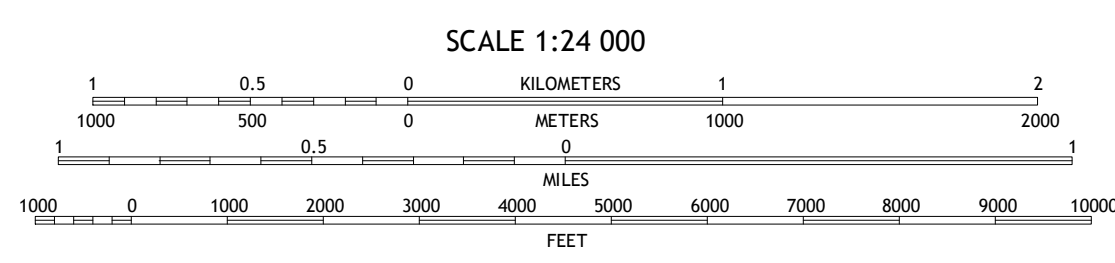 SCALE 1:24 000
1 0.5 0 KILOMETERS 1 2
1000 500 0 METERS 1000 2000
1 0.5 0 1
MILES
1000 0 1000 2000 3000 4000 5000 6000 7000 8000 9000 10000
FEET